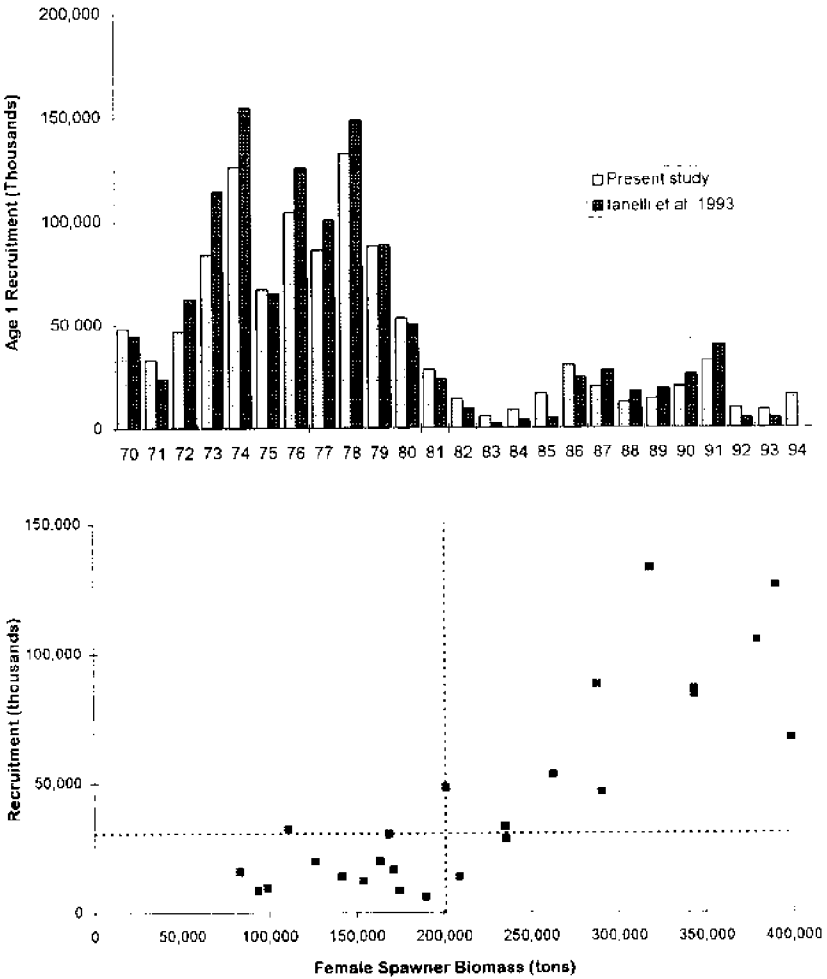 200,000
150,000
100,000
50 000
0
Age 1 Recruitment (Thousands)
Present study
Ianelli et al 1993
70 71 72 73 74 75 76 77 78 79 80 81 82 83 84 85 86 87 88 89 90 91 92 93 94
150.000
100,000
50,000
0
Recruitment (thousands)
0 50,000 100,000 150,000 200,000 250,000 300,000 350,000 400,000
Female Spawner Biomass (tons)